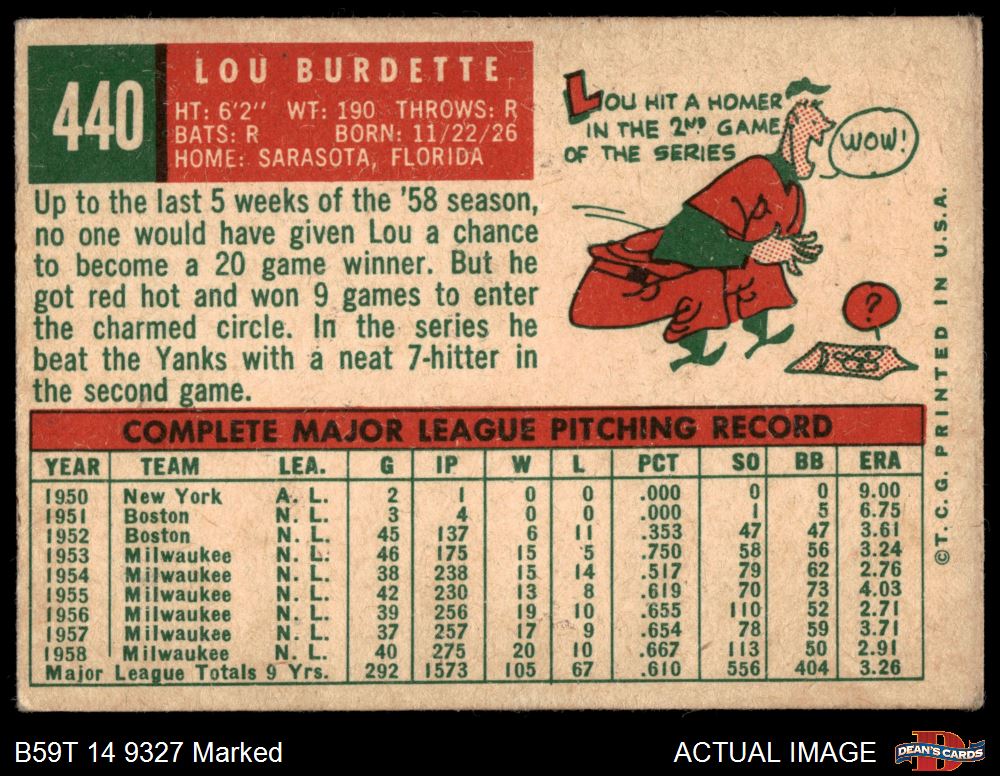 440
LOU BURDETTE
HT: 6'2" WT: 190 THROWS: R
BATS: R BORN: 11/22/26
HOME: SARASOTA, FLORIDA
Up to the last 5 weeks of the '58 season,
no one would have given Lou a chance
to become a 20 game winner. But he
got red hot and won 9 games to enter
the charmed circle. In the series he
beat the Yanks with a neat 7-hitter in
the second game.
LOU HIT A HOMER
IN THE 2ND GAME
OF THE SERIES
WOW!
?
COMPLETE MAJOR LEAGUE PITCHING RECORD
YEAR TEAM LEA. G IP W L PCT SO BB ERA
1950 New York A. L. 2 1 0 0 .000 0 0 9.00
1951 Boston N. L. 3 4 0 0 .000 1 5 6.75
1952 Boston N. L. 45 137 6 11 .353 47 47 3.61
1953 Milwaukee N. L. 46 175 15 5 .750 58 56 3.24
1954 Milwaukee N. L. 38 238 15 14 .517 79 62 2.76
1955 Milwaukee N. L. 42 230 13 8 .619 70 73 4.03
1956 Milwaukee N. L. 39 256 19 10 .655 110 52 2.71
1957 Milwaukee N. L. 37 257 17 9 .654 78 59 3.71
1958 Milwaukee N. L. 40 275 20 10 .667 113 50 2.91
Major League Totals 9 Yrs. 292 1573 105 67 .610 556 404 3.26
©T. C. G. PRINTED IN U.S.A.
B59T 14 9327 Marked
ACTUAL IMAGE
D
DEAN'S CARDS